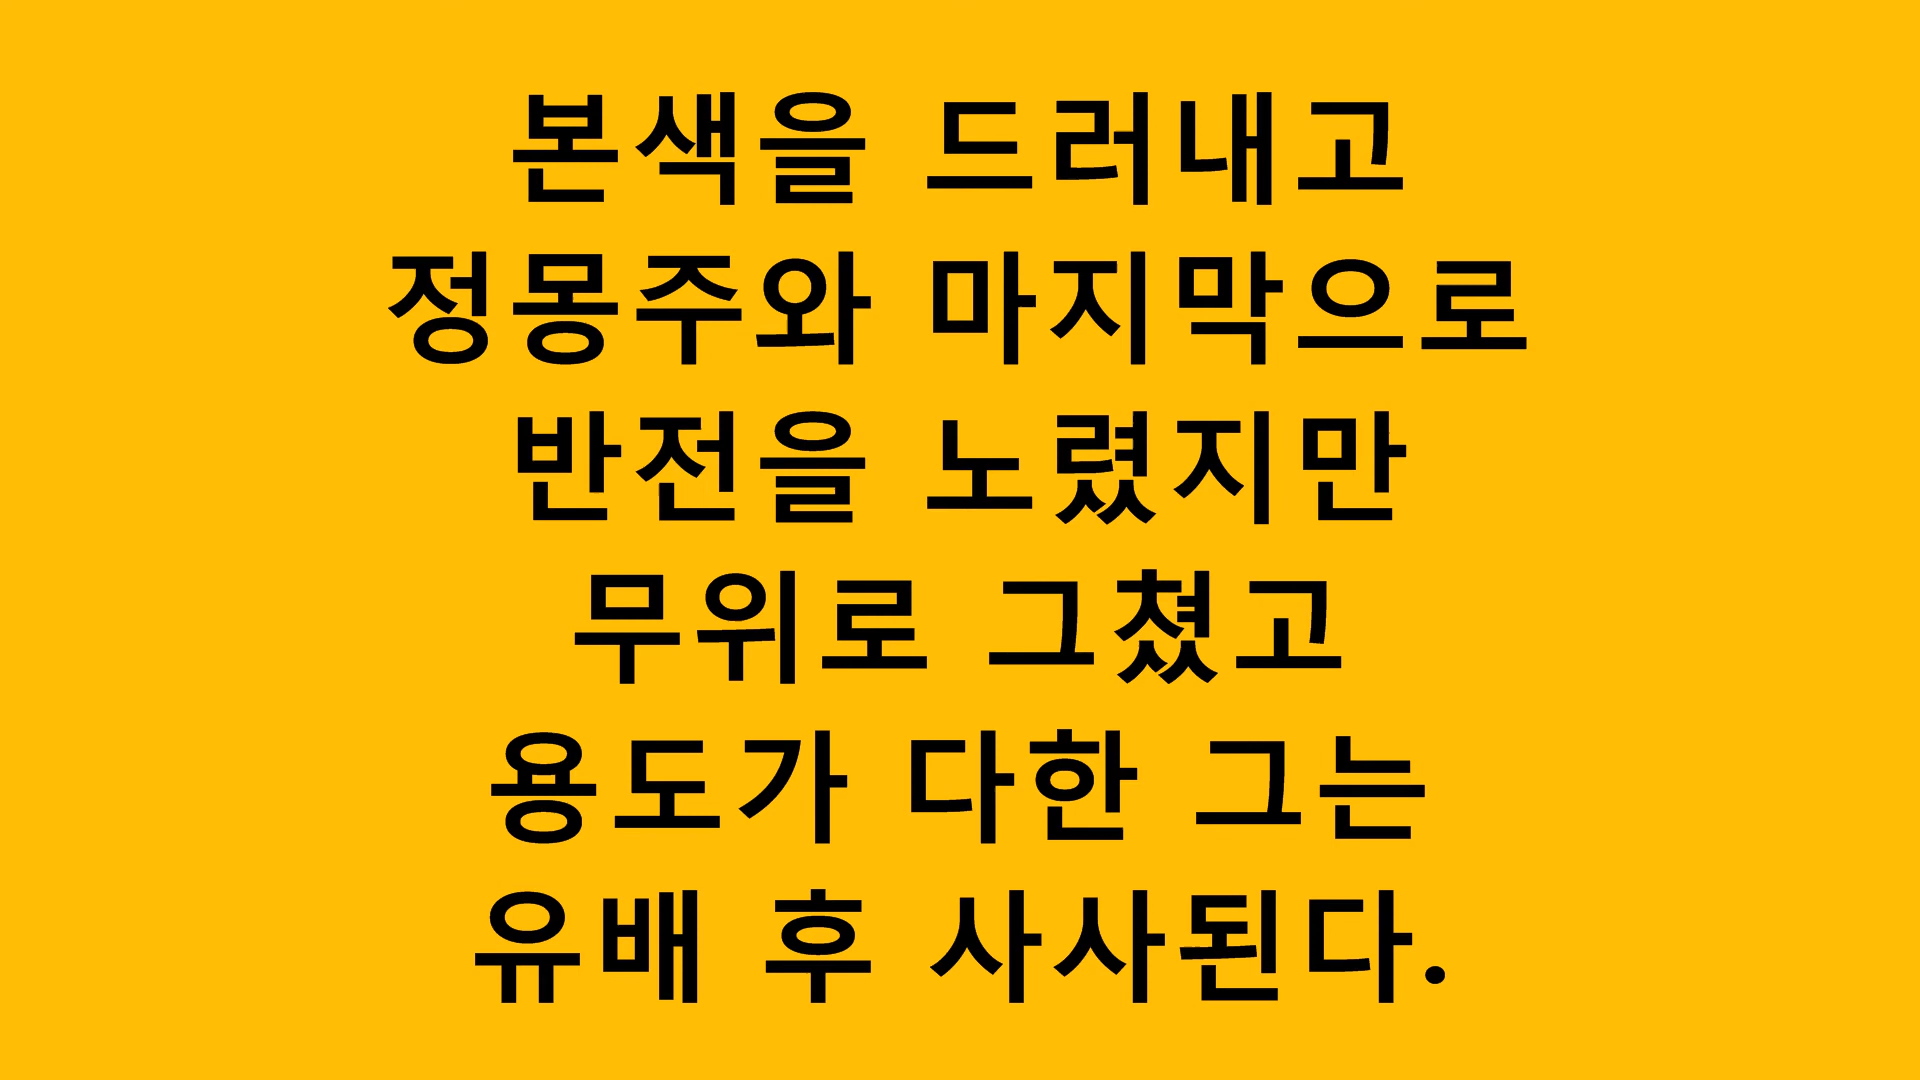 본색을 드러내고
정몽주와 마지막으로
반전을 노렸지만
무위로 그쳤고
용도가 다한 그는
유배 후 사사된다.